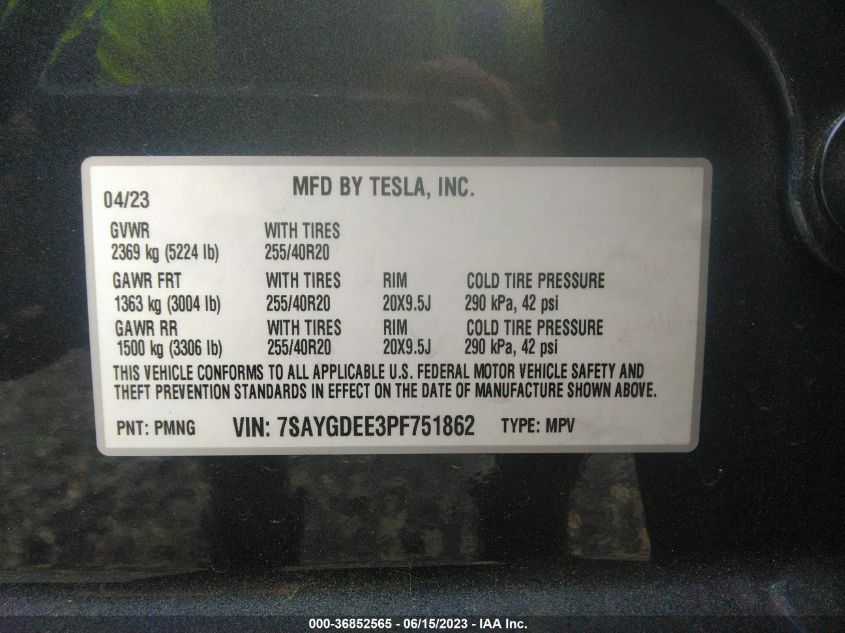 MFD BY TESLA, INC.
04/23
GVWR WITH TIRES
2369 kg (5224 lb) 255/40R20
GAWR FRT WITH TIRES RIM COLD TIRE PRESSURE
1363 kg (3004 lb) 255/40R20 20X9.5J 290 kPa, 42 psi
GAWR RR WITH TIRES RIM COLD TIRE PRESSURE
1500 kg (3306 lb) 255/40R20 20X9.5J 290 kPa, 42 psi
THIS VEHICLE CONFORMS TO ALL APPLICABLE U.S. FEDERAL MOTOR VEHICLE SAFETY AND
THEFT PREVENTION STANDARDS IN EFFECT ON THE DATE OF MANUFACTURE SHOWN ABOVE.
PNT: PMNG VIN: 7SAYGDEE3PF751862 TYPE: MPV
000-36852565 - 06/15/2023 - IAA Inc.